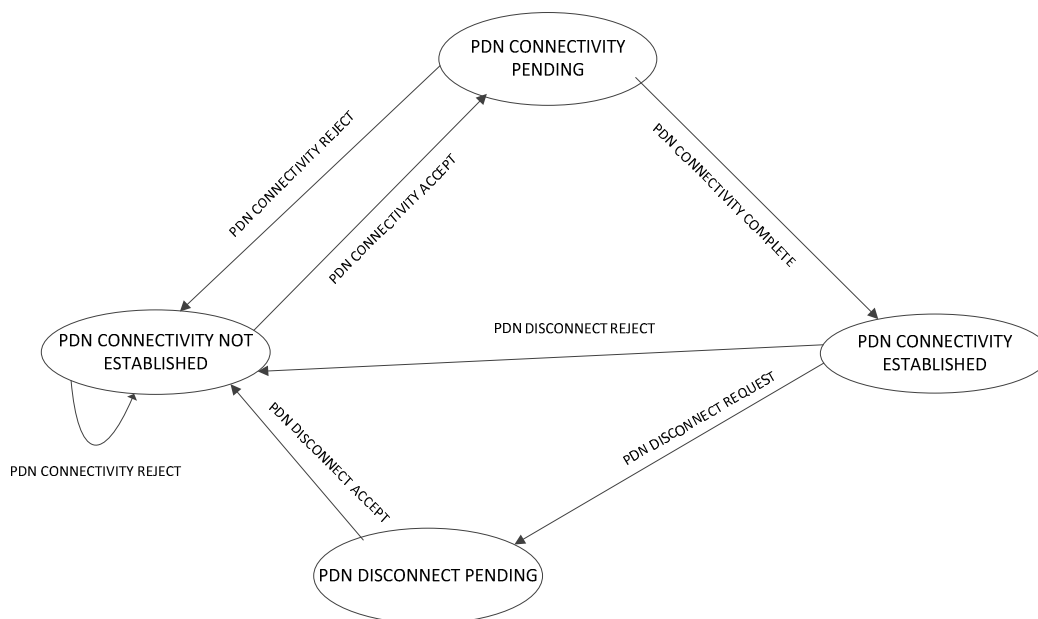 PDN CONNECTIVITY
PENDING
PDN CONNECTIVITY REJECT
PDN CONNECTIVITY ACCEPT
PDN CONNECTIVITY COMPLETE
PDN CONNECTIVITY NOT
ESTABLISHED
PDN DISCONNECT REJECT
PDN CONNECTIVITY
ESTABLISHED
PDN DISCONNECT REQUEST
PDN DISCONNECT ACCEPT
PDN CONNECTIVITY REJECT
PDN DISCONNECT PENDING